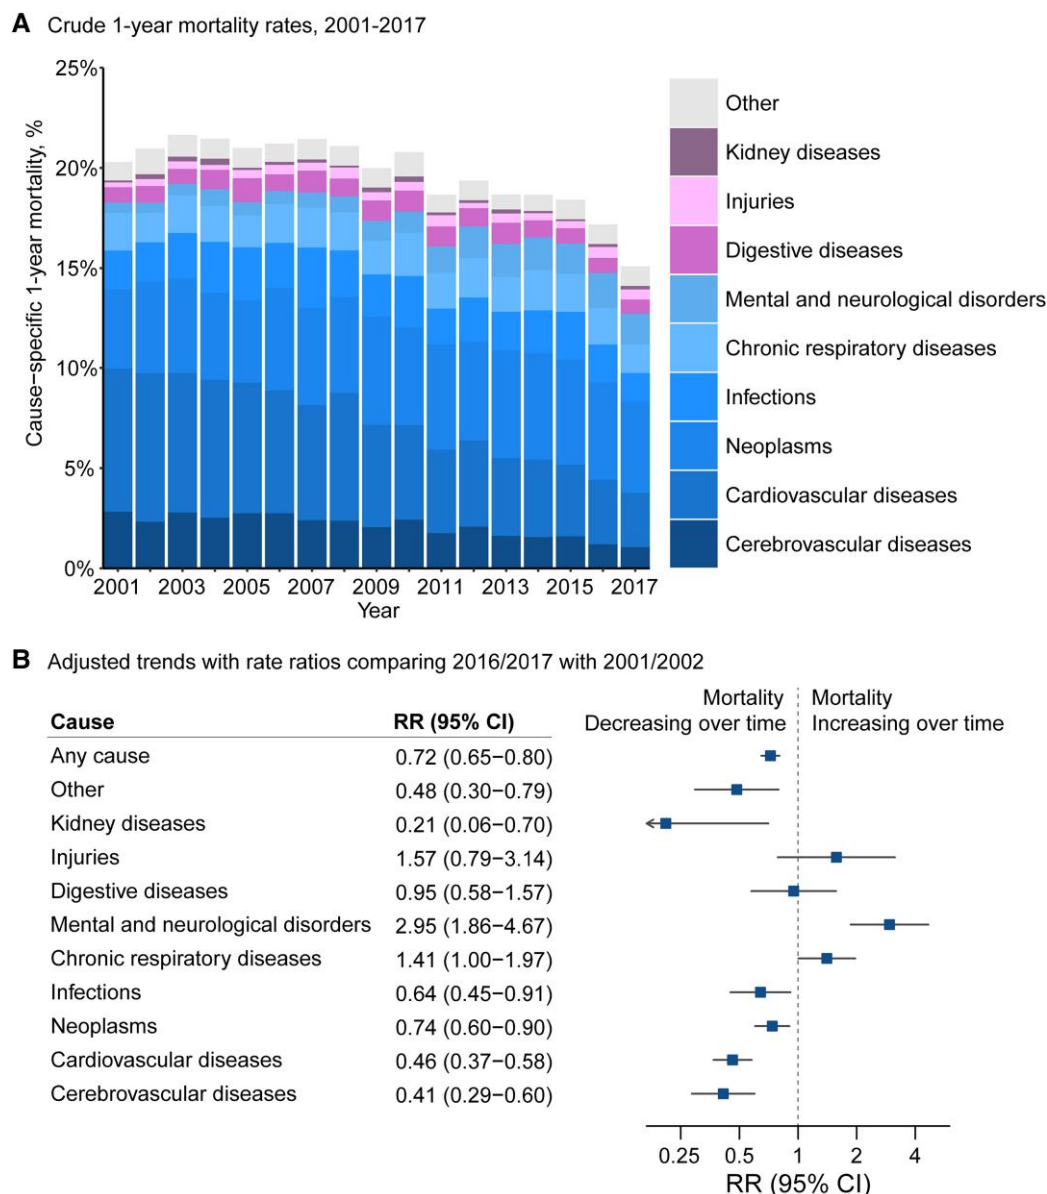 A Crude 1-year mortality rates, 2001-2017
Cause−specific 1-year mortality, %
25%
20%
15%
10%
5%
0%
2001 2003 2005 2007 2009 2011 2013 2015 2017
Year
Other
Kidney diseases
Injuries
Digestive diseases
Mental and neurological disorders
Chronic respiratory diseases
Infections
Neoplasms
Cardiovascular diseases
Cerebrovascular diseases
B Adjusted trends with rate ratios comparing 2016/2017 with 2001/2002
Mortality Mortality
Cause RR (95% CI) Decreasing over time Increasing over time
Any cause 0.72 (0.65−0.80)
Other 0.48 (0.30−0.79)
Kidney diseases 0.21 (0.06−0.70)
Injuries 1.57 (0.79−3.14)
Digestive diseases 0.95 (0.58−1.57)
Mental and neurological disorders 2.95 (1.86−4.67)
Chronic respiratory diseases 1.41 (1.00−1.97)
Infections 0.64 (0.45−0.91)
Neoplasms 0.74 (0.60−0.90)
Cardiovascular diseases 0.46 (0.37−0.58)
Cerebrovascular diseases 0.41 (0.29−0.60)
0.25 0.5 1 2 4
RR (95% CI)